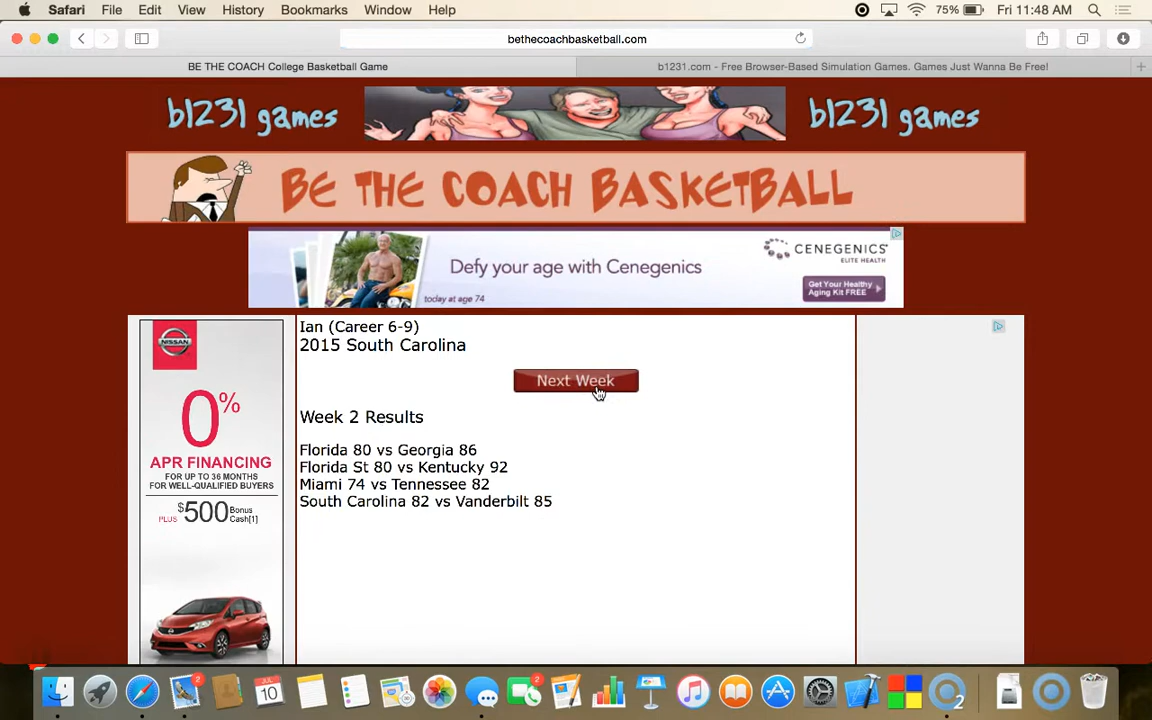 Safari File Edit View History Bookmarks Window Help 75% Fri 11:48 AM
bethecoachbasketball.com
BE THE COACH College Basketball Game b1231.com - Free Browser-Based Simulation Games. Games Just Wanna Be Free!
b1231 games b1231 games
BE THE COACH BASKETBALL
Defy your age with Cenegenics
today at age 74
CENEGENICS
ELITE HEALTH
Get Your Healthy
Aging Kit FREE
NISSAN
0%
APR FINANCING
FOR UP TO 36 MONTHS
FOR WELL-QUALIFIED BUYERS
PLUS $500 Bonus Cash[1]
Ian (Career 6-9)
2015 South Carolina
Next Week
Week 2 Results
Florida 80 vs Georgia 86
Florida St 80 vs Kentucky 92
Miami 74 vs Tennessee 82
South Carolina 82 vs Vanderbilt 85
2
JUL
10
2
2